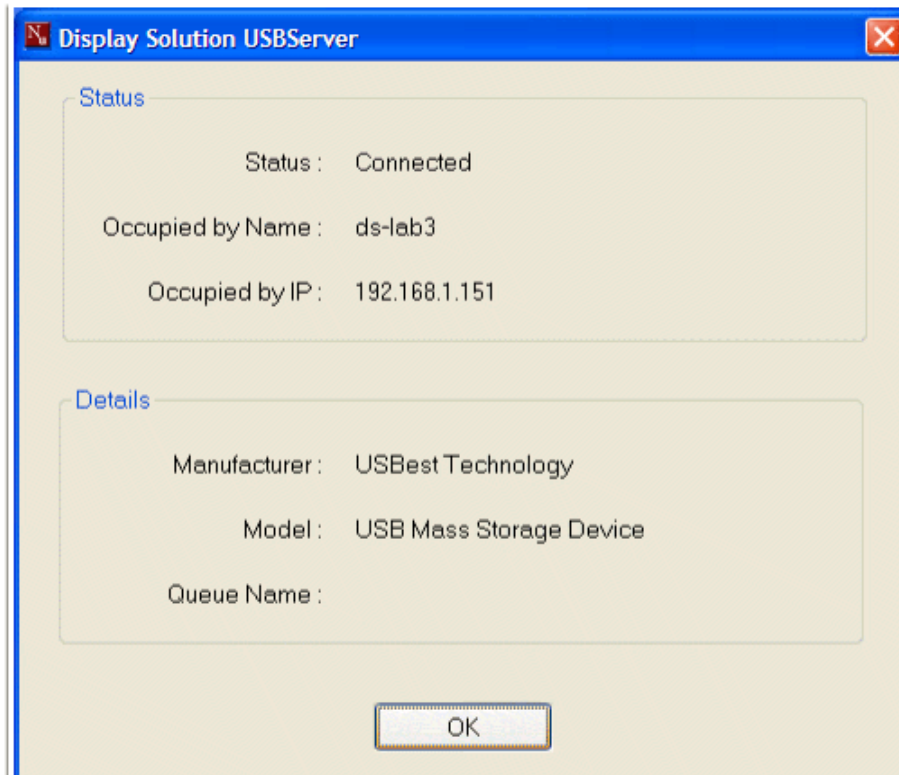 Display Solution USBServer
Status
Status : Connected
Occupied by Name : ds-lab3
Occupied by IP : 192.168.1.151
Details
Manufacturer : USBest Technology
Model : USB Mass Storage Device
Queue Name :
OK